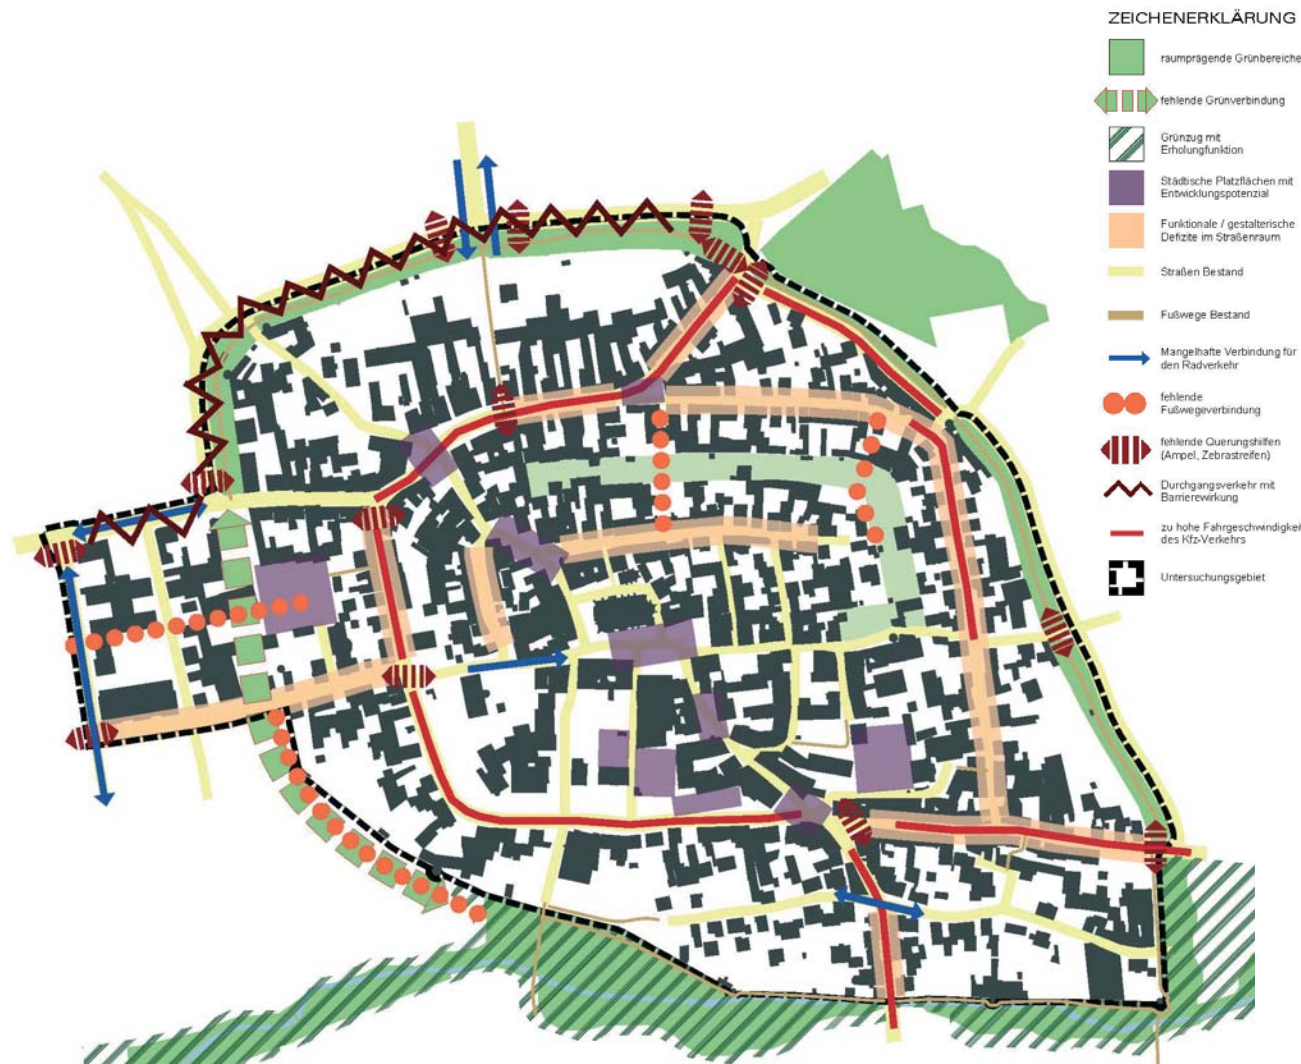 ZEICHENERKLÄRUNG
raumprägende Grünbereiche
fehlende Grünverbindung
Grünzug mit
Erholungfunktion
Städtische Platzflächen mit
Entwicklungspotenzial
Funktionale / gestalterische
Defizite im Straßenraum
Straßen Bestand
Fußwege Bestand
Mangelhafte Verbindung für
den Radverkehr
fehlende
Fußwegeverbindung
fehlende Querungshilfen
(Ampel, Zebrastreifen)
Durchgangsverkehr mit
Barrierewirkung
zu hohe Fahrgeschwindigkei
des Kfz-Verkehrs
Untersuchungsgebiet